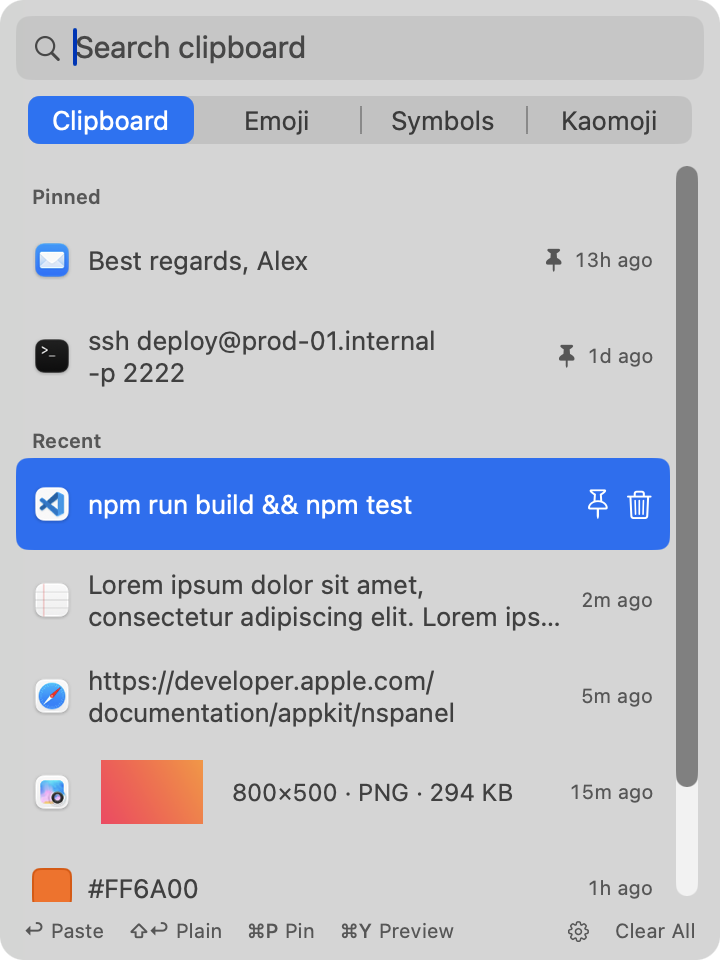 Search clipboard
Clipboard Emoji Symbols Kaomoji
Pinned
Best regards, Alex 13h ago
>_
ssh deploy@prod-01.internal
-p 2222 1d ago
Recent
npm run build && npm test
Lorem ipsum dolor sit amet,
consectetur adipiscing elit. Lorem ips... 2m ago
https://developer.apple.com/
documentation/appkit/nspanel 5m ago
800×500 · PNG · 294 KB 15m ago
#FF6A00 1h ago
↩ Paste ⇧↩ Plain ⌘P Pin ⌘Y Preview Clear All